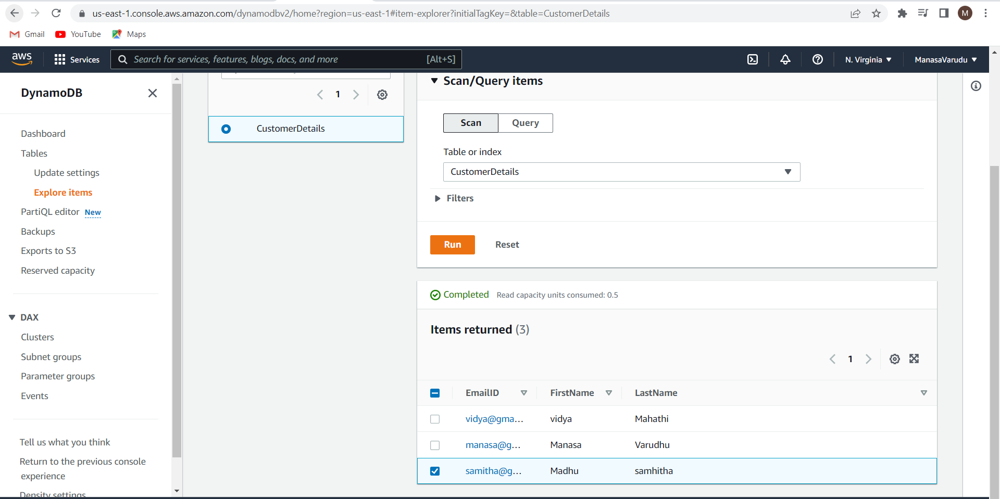 us-east-1.console.aws.amazon.com/dynamodbv2/home?region=us-east-1#item-explorer?initialTagKey=&table=CustomerDetails
M
Gmail YouTube Maps
aws Services Search for services, features, blogs, docs, and more [Alt+S] N. Virginia ManasaVarudu
DynamoDB
Dashboard
Tables
Update settings
Explore items
PartiQL editor New
Backups
Exports to S3
Reserved capacity
DAX
Clusters
Subnet groups
Parameter groups
Events
Tell us what you think
Return to the previous console
experience
Density settings
1
CustomerDetails
Scan/Query items
Scan Query
Table or index
CustomerDetails
Filters
Run Reset
Completed Read capacity units consumed: 0.5
Items returned (3)
1
EmailID FirstName LastName
vidya@gma... vidya Mahathi
manasa@g... Manasa Varudhu
samitha@g... Madhu samhitha